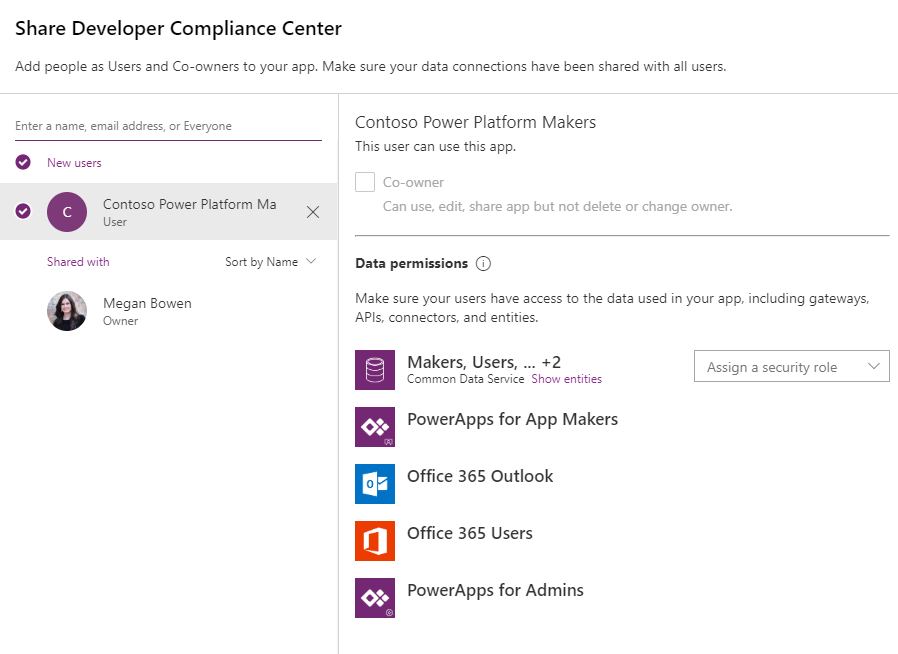 Share Developer Compliance Center
Add people as Users and Co-owners to your app. Make sure your data connections have been shared with all users.
Enter a name, email address, or Everyone
New users
C
Contoso Power Platform Ma
User
Shared with
Sort by Name
Megan Bowen
Owner
Contoso Power Platform Makers
This user can use this app.
Co-owner
Can use, edit, share app but not delete or change owner.
Data permissions
Make sure your users have access to the data used in your app, including gateways,
APIs, connectors, and entities.
Makers, Users, ... +2
Common Data Service Show entities
Assign a security role
PowerApps for App Makers
Office 365 Outlook
Office 365 Users
PowerApps for Admins